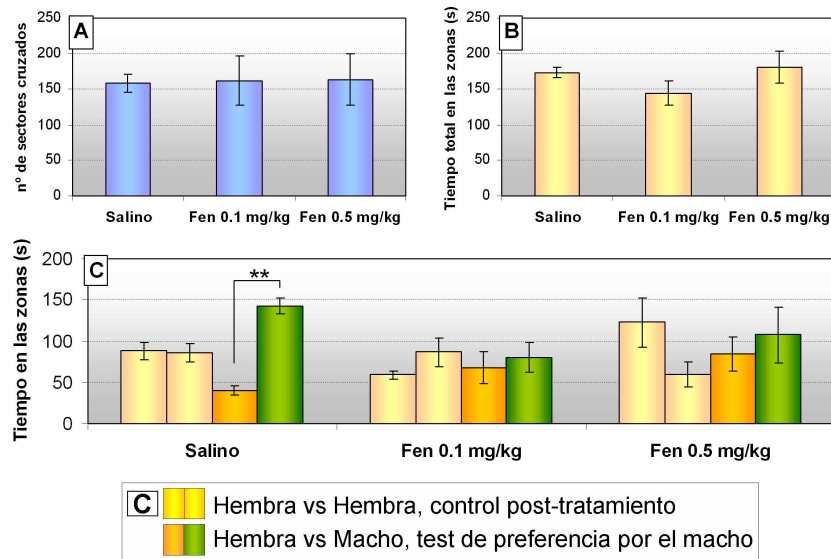 A
nº de sectores cruzados
250
200
150
100
50
0
Salino Fen 0.1 mg/kg Fen 0.5 mg/kg
B
Tiempo total en las zonas (s)
250
200
150
100
50
0
Salino Fen 0.1 mg/kg Fen 0.5 mg/kg
C
Tiempo en las zonas (s)
200
150
100
50
0
**
Salino Fen 0.1 mg/kg Fen 0.5 mg/kg
C Hembra vs Hembra, control post-tratamiento
Hembra vs Macho, test de preferencia por el macho